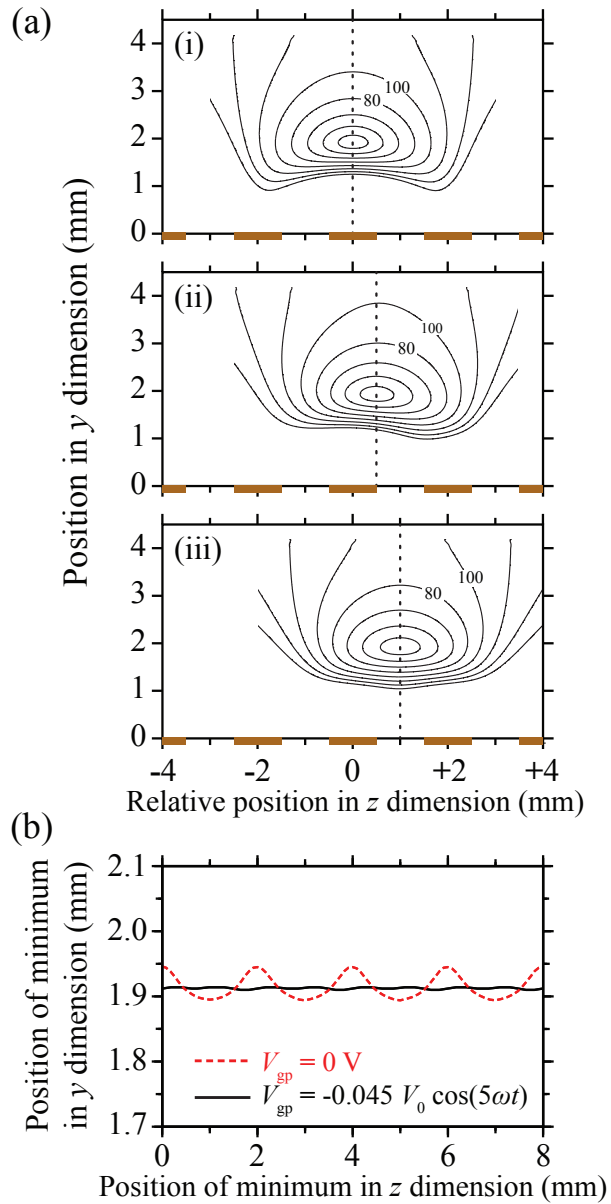 (a)
(i)
100
80
4
3
2
1
0
(ii)
100
80
4
3
2
1
0
(iii)
80
100
4
3
2
1
0
Position in y dimension (mm)
-4 -2 0 +2 +4
Relative position in z dimension (mm)
(b)
Position of minimum
in y dimension (mm)
2.1
2.0
1.9
1.8
1.7
V_gp = 0 V
V_gp = -0.045 V_0 cos(5ωt)
0 2 4 6 8
Position of minimum in z dimension (mm)